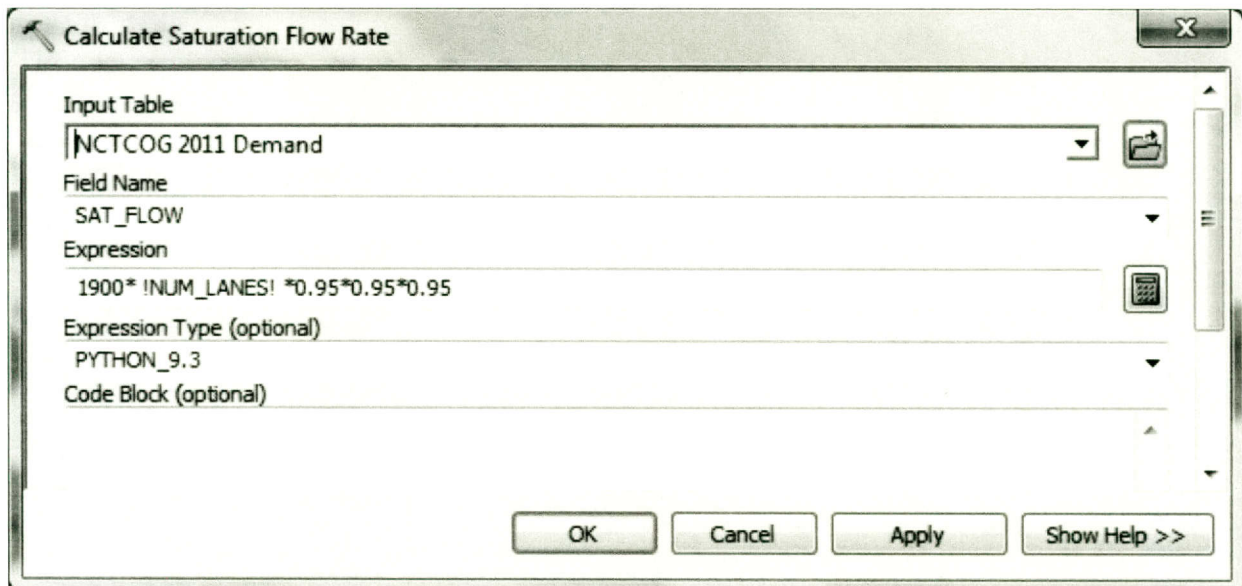 Calculate Saturation Flow Rate
Input Table
NCTCOG 2011 Demand
Field Name
SAT_FLOW
Expression
1900* !NUM_LANES! *0.95*0.95*0.95
Expression Type (optional)
PYTHON_9.3
Code Block (optional)
OK Cancel Apply Show Help >>